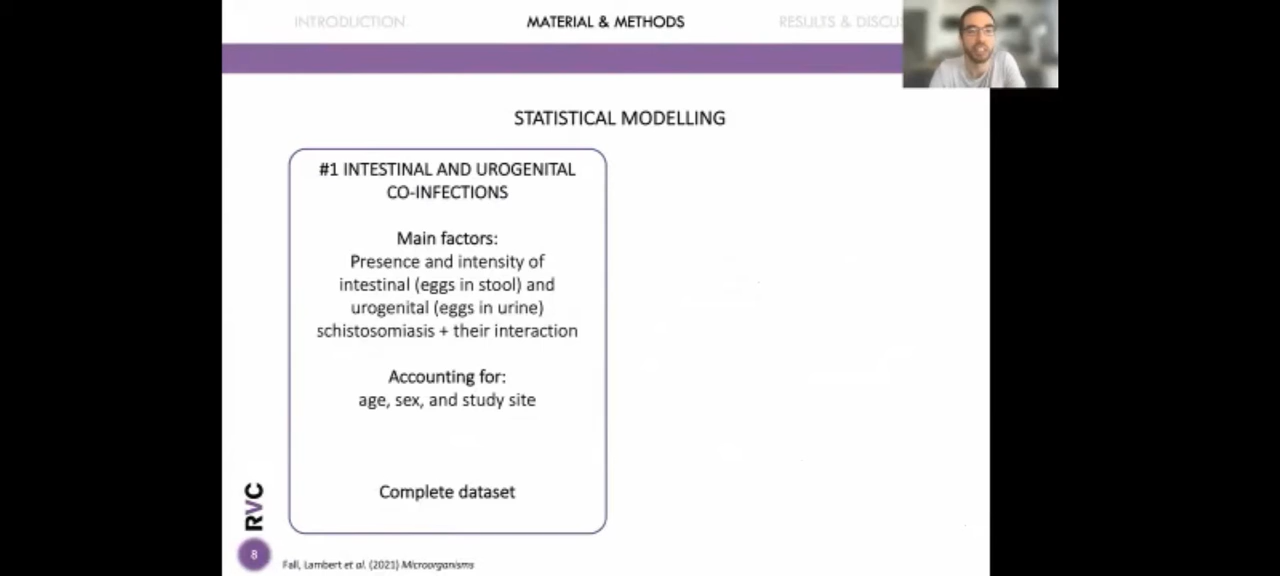 INTRODUCTION
MATERIAL & METHODS
RESULTS & DISCU
STATISTICAL MODELLING
#1 INTESTINAL AND UROGENITAL
CO-INFECTIONS
Main factors:
Presence and intensity of
intestinal (eggs in stool) and
urogenital (eggs in urine)
schistosomiasis + their interaction
Accounting for:
age, sex, and study site
Complete dataset
RVC
8
Fall, Lambert et al. (2021) Microorganisms